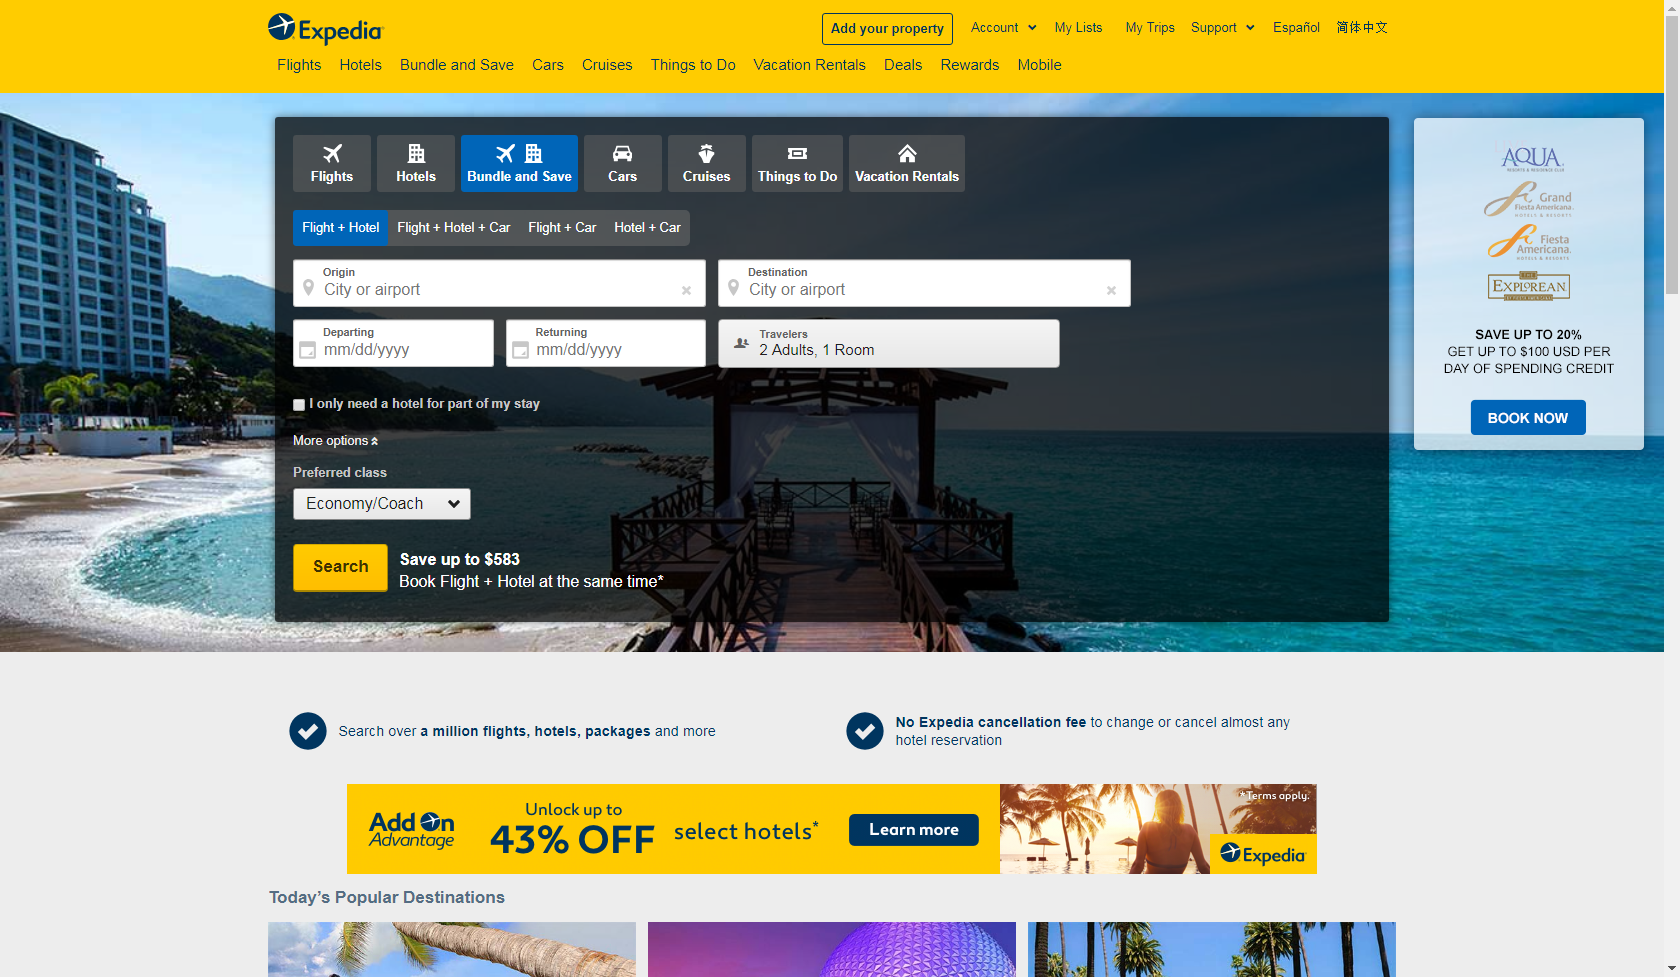 Expedia
Add your property
Account
My Lists
My Trips
Support
Español
简体中文
Flights
Hotels
Bundle and Save
Cars
Cruises
Things to Do
Vacation Rentals
Deals
Rewards
Mobile
Flights
Hotels
Bundle and Save
Cars
Cruises
Things to Do
Vacation Rentals
Flight + Hotel
Flight + Hotel + Car
Flight + Car
Hotel + Car
Origin
City or airport
Destination
City or airport
Departing
mm/dd/yyyy
Returning
mm/dd/yyyy
Travelers
2 Adults, 1 Room
I only need a hotel for part of my stay
More options
Preferred class
Economy/Coach
Search
Save up to $583
Book Flight + Hotel at the same time*
AQUA
Grand
Fiesta Americana.
HOTELS & RESORTS
Fiesta
Americana.
HOTELS & RESORTS
EXPLOREAN
SAVE UP TO 20%
GET UP TO $100 USD PER
DAY OF SPENDING CREDIT
BOOK NOW
Search over a million flights, hotels, packages and more
No Expedia cancellation fee to change or cancel almost any
hotel reservation
Add On
Advantage
Unlock up to
43% OFF
select hotels*
Learn more
*Terms apply.
Expedia
Today’s Popular Destinations